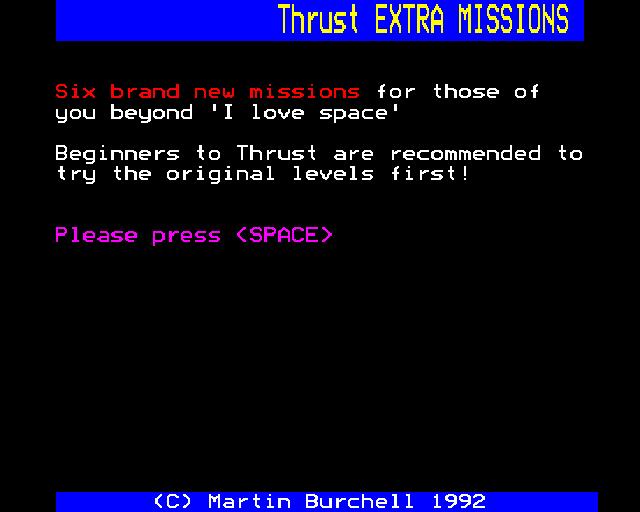 Thrust EXTRA MISSIONS
Six brand new missions for those of
you beyond 'I love space'
Beginners to Thrust are recommended to
try the original levels first!
Please press <SPACE>
(C) Martin Burchell 1992